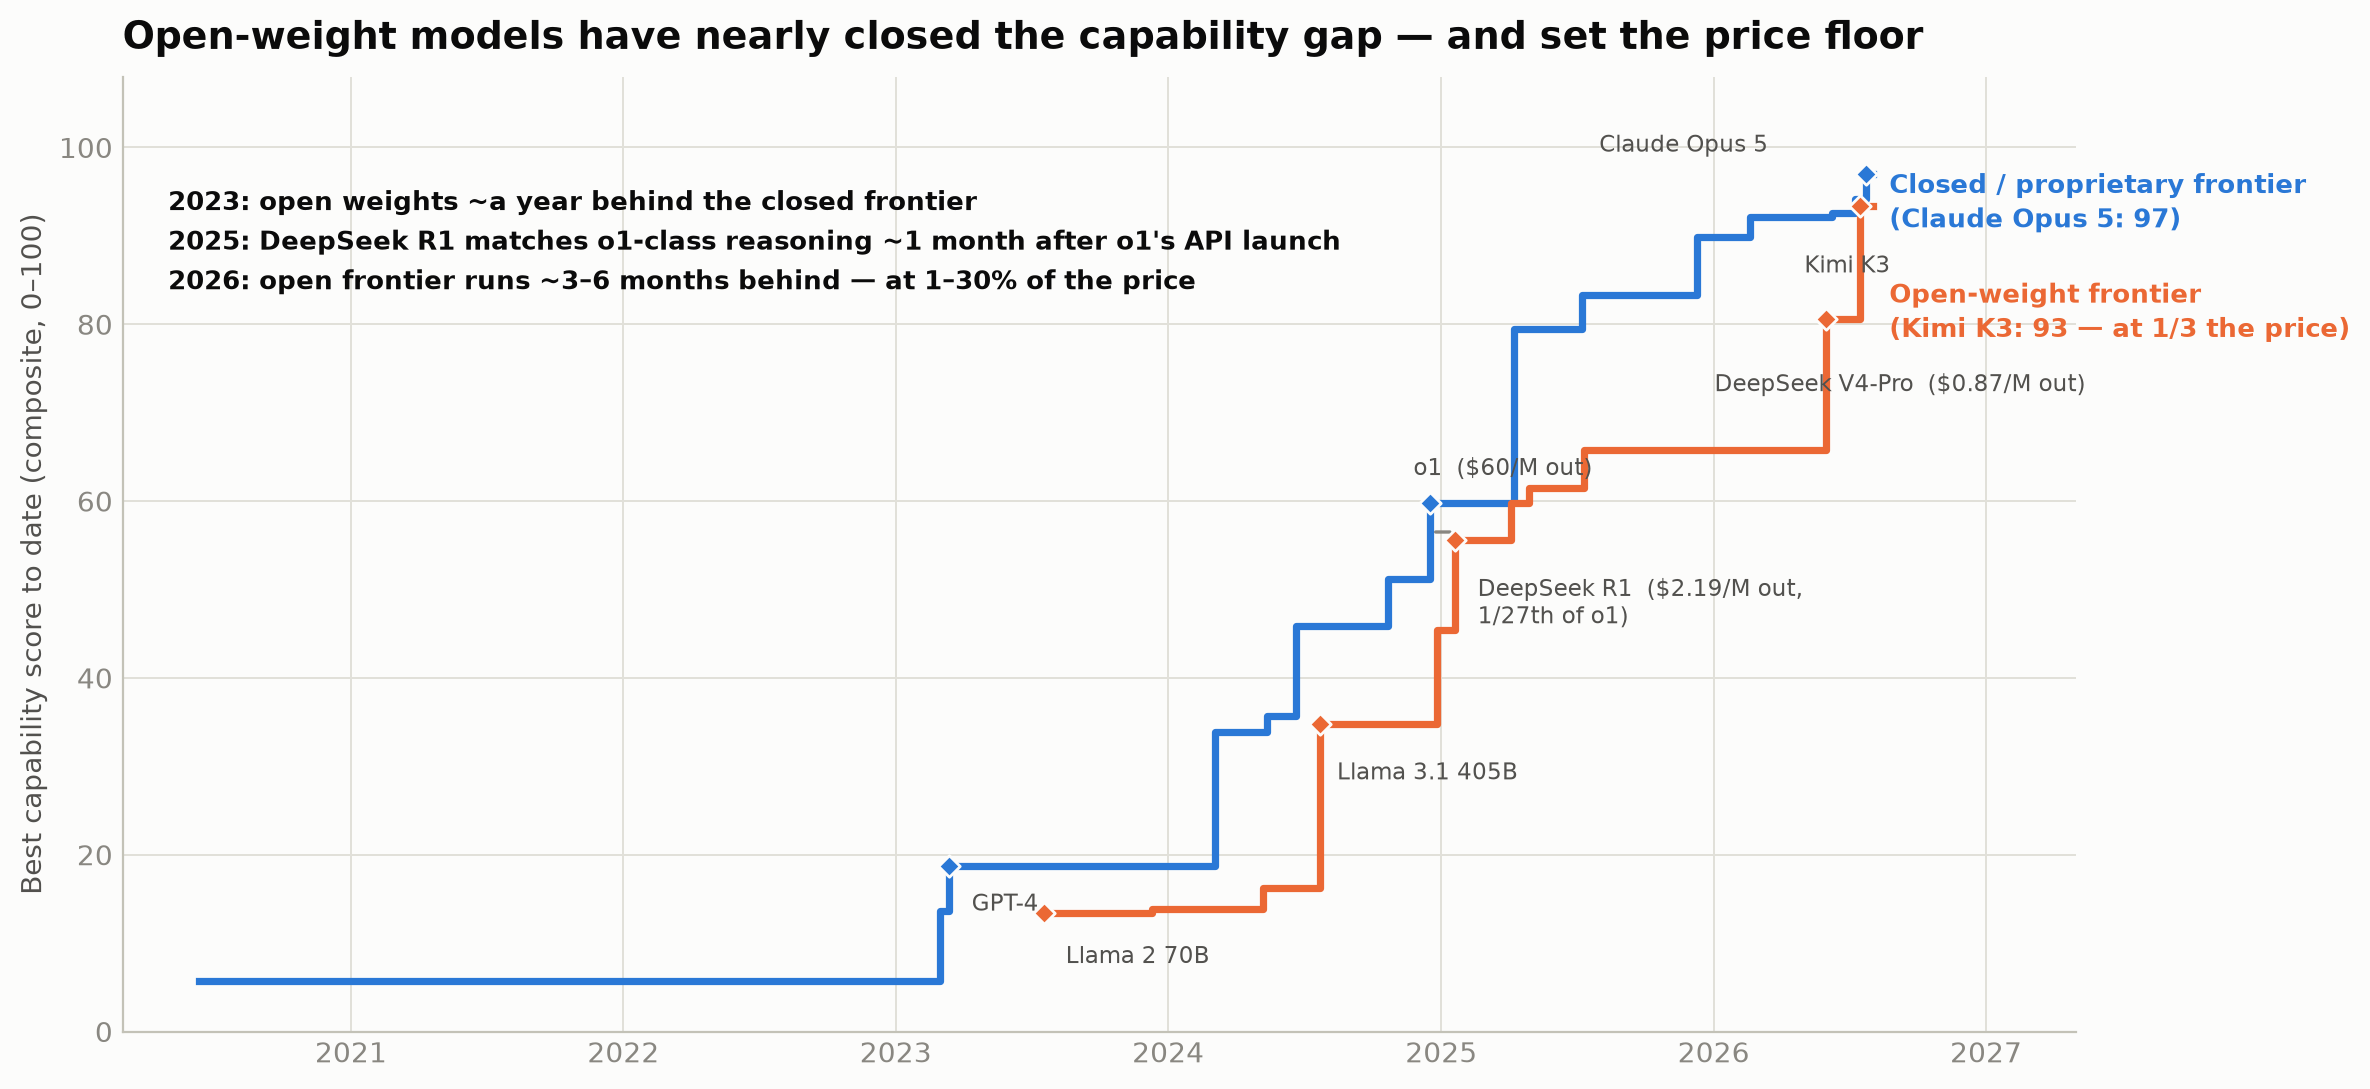 Open-weight models have nearly closed the capability gap — and set the price floor
Best capability score to date (composite, 0–100)
100
80
60
40
20
0
2021
2022
2023
2024
2025
2026
2027
2023: open weights ~a year behind the closed frontier
2025: DeepSeek R1 matches o1-class reasoning ~1 month after o1's API launch
2026: open frontier runs ~3–6 months behind — at 1–30% of the price
Claude Opus 5
Closed / proprietary frontier
(Claude Opus 5: 97)
Kimi K3
Open-weight frontier
(Kimi K3: 93 — at 1/3 the price)
DeepSeek V4-Pro ($0.87/M out)
o1 ($60/M out)
DeepSeek R1 ($2.19/M out,
1/27th of o1)
Llama 3.1 405B
GPT-4
Llama 2 70B